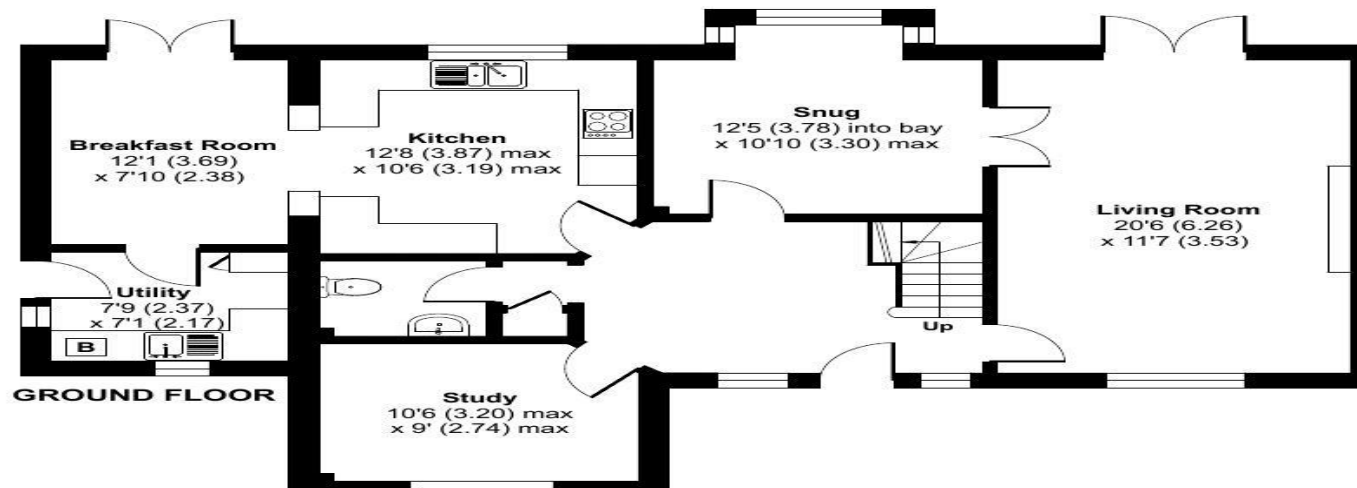 Breakfast Room
12'1 (3.69)
x 7'10 (2.38)
Kitchen
12'8 (3.87) max
x 10'6 (3.19) max
Snug
12'5 (3.78) into bay
x 10'10 (3.30) max
Living Room
20'6 (6.26)
x 11'7 (3.53)
Utility
7'9 (2.37)
x 7'1 (2.17)
B
Up
GROUND FLOOR
Study
10'6 (3.20) max
x 9' (2.74) max